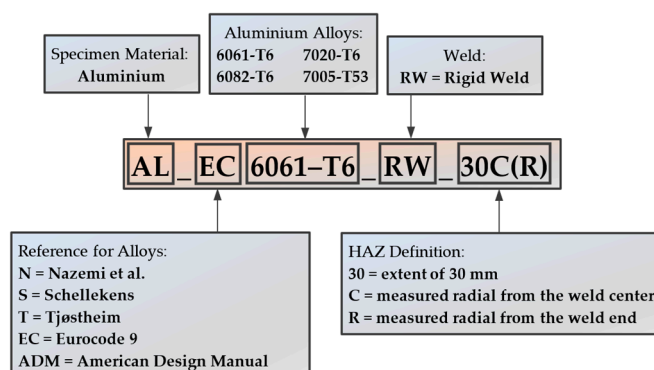 Specimen Material:
Aluminium
Aluminium Alloys:
6061-T6 7020-T6
6082-T6 7005-T53
Weld:
RW = Rigid Weld
AL_EC 6061–T6_RW_30C(R)
Reference for Alloys:
N = Nazemi et al.
S = Schellekens
T = Tjøstheim
EC = Eurocode 9
ADM = American Design Manual
HAZ Definition:
30 = extent of 30 mm
C = measured radial from the weld center
R = measured radial from the weld end